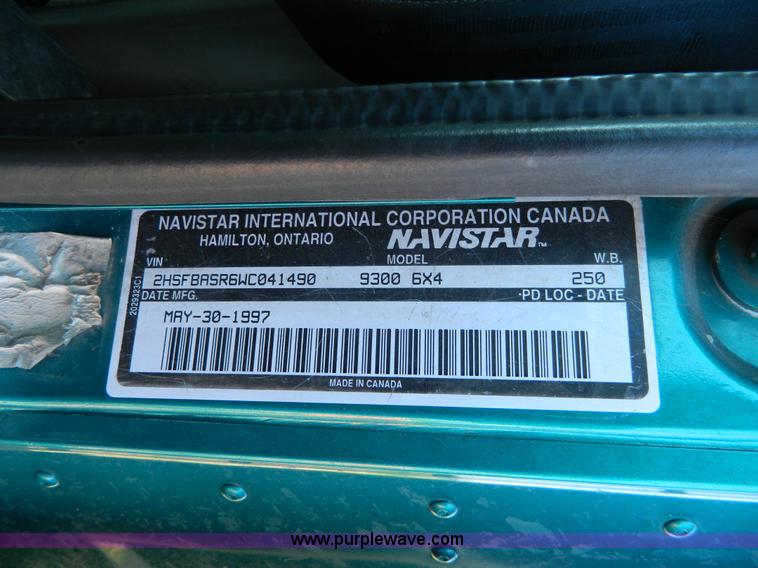 NAVISTAR INTERNATIONAL CORPORATION CANADA
HAMILTON, ONTARIO NAVISTAR™
VIN MODEL W.B.
2HSFBASR6WC041490 9300 6X4 250
DATE MFG. PD LOC - DATE
MAY-30-1997
MADE IN CANADA
2029323C1
www.purplewave.com